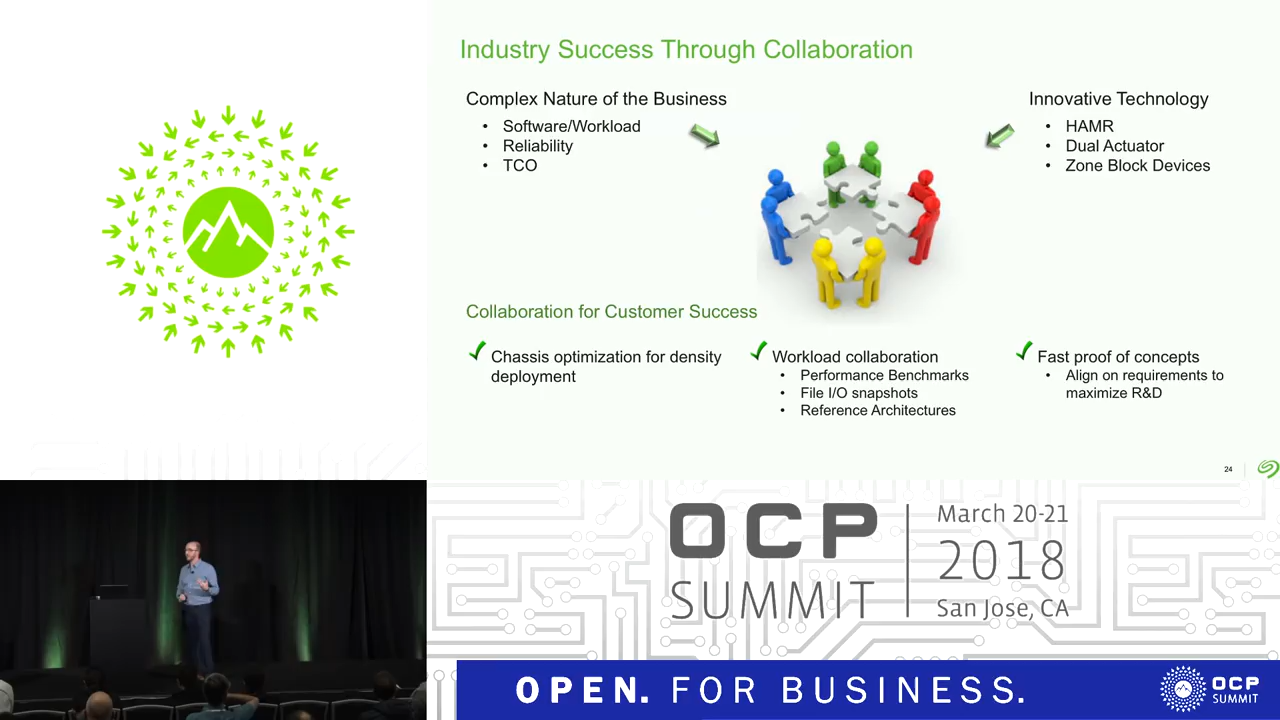 Industry Success Through Collaboration
Complex Nature of the Business
• Software/Workload
• Reliability
• TCO
Innovative Technology
• HAMR
• Dual Actuator
• Zone Block Devices
Collaboration for Customer Success
Chassis optimization for density
deployment
Workload collaboration
• Performance Benchmarks
• File I/O snapshots
• Reference Architectures
Fast proof of concepts
• Align on requirements to
maximize R&D
24
OCP
SUMMIT
March 20-21
2018
San Jose, CA
OPEN. FOR BUSINESS.
OCP
SUMMIT